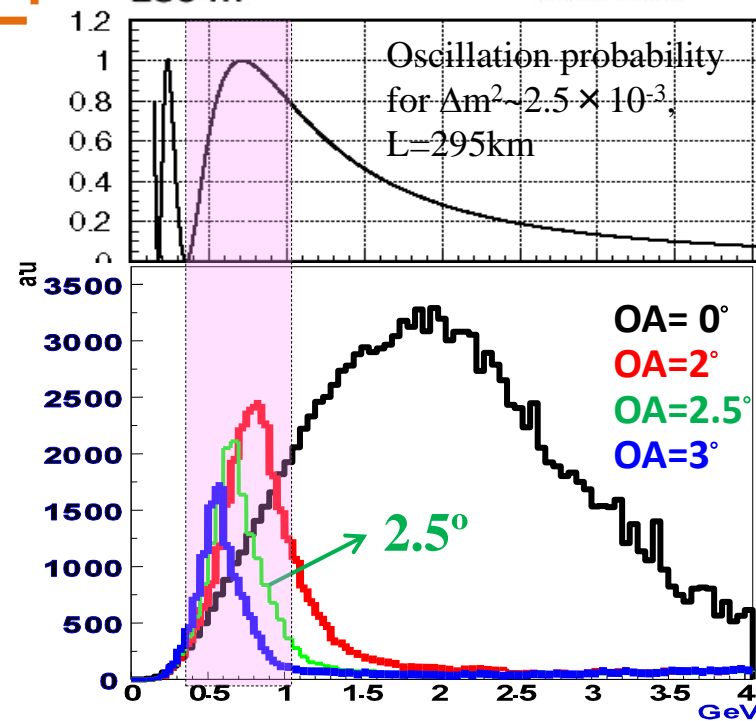 1.2
1
0.8
0.6
0.4
0.2
0
Oscillation probability
for Δm²~2.5×10⁻³,
L=295km
au
3500
3000
2500
2000
1500
1000
500
0
OA= 0°
OA=2°
OA=2.5°
OA=3°
2.5º
0 0.5 1 1.5 2 2.5 3 3.5 4
GeV